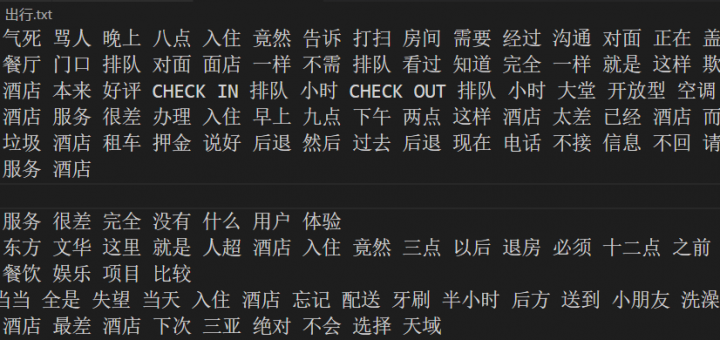 出行.txt
气死 骂人 晚上 八点 入住 竟然 告诉 打扫 房间 需要 经过 沟通 对面 正在 盖
餐厅 门口 排队 对面 面店 一样 不需 排队 看过 知道 完全 一样 就是 这样 欺
酒店 本来 好评 CHECK IN 排队 小时 CHECK OUT 排队 小时 大堂 开放型 空调
酒店 服务 很差 办理 入住 早上 九点 下午 两点 这样 酒店 太差 已经 酒店 而
垃圾 酒店 租车 押金 说好 后退 然后 过去 后退 现在 电话 不接 信息 不回 请
服务 酒店
服务 很差 完全 没有 什么 用户 体验
东方 文华 这里 就是 人超 酒店 入住 竟然 三点 以后 退房 必须 十二点 之前
餐饮 娱乐 项目 比较
当当 全是 失望 当天 入住 酒店 忘记 配送 牙刷 半小时 后方 送到 小朋友 洗澡
酒店 最差 酒店 下次 三亚 绝对 不会 选择 天域